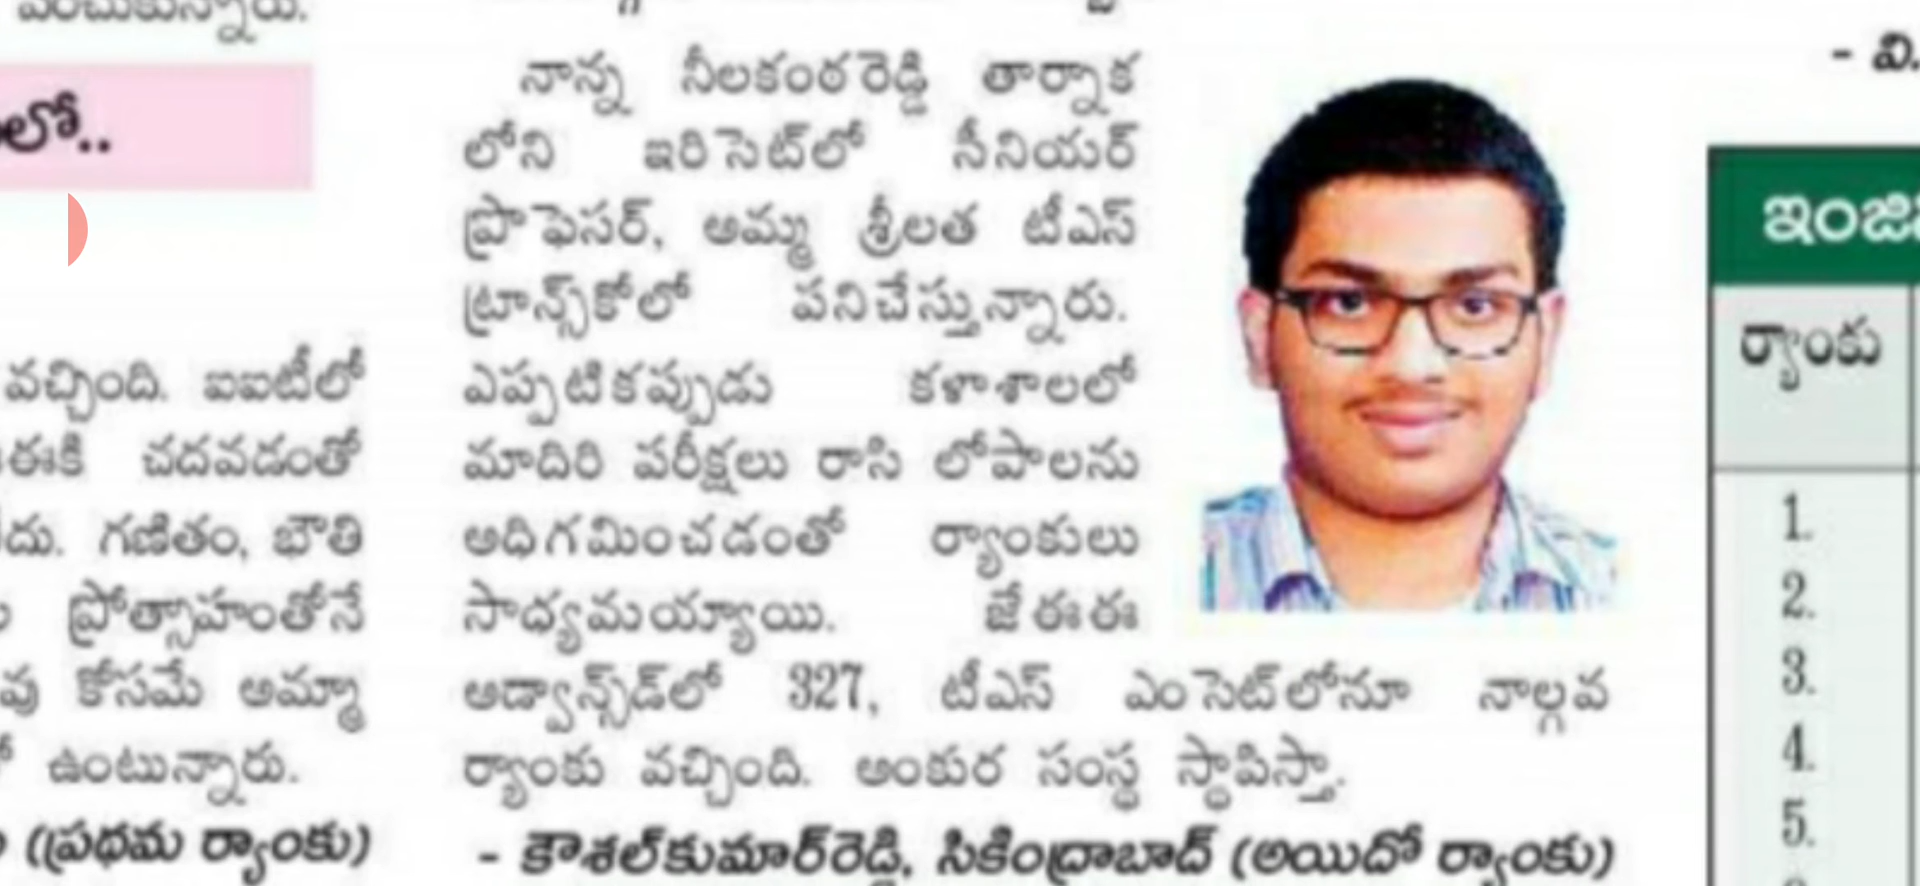 పెంచుకున్నారు.
లో..
వచ్చింది. ఐఐటీలో
ఈకి చదవడంతో
దు. గణితం, భౌతి
ప్రోత్సాహంతోనే
వు కోసమే అమ్మా
ఉంటున్నారు.
(ప్రథమ ర్యాంకు)
నాన్న నీలకంఠరెడ్డి తార్నాక
లోని ఇరిసెట్‌లో సీనియర్
ప్రొఫెసర్, అమ్మ శ్రీలత టీఎస్
ట్రాన్స్‌కోలో పనిచేస్తున్నారు.
ఎప్పటికప్పుడు కళాశాలలో
మాదిరి పరీక్షలు రాసి లోపాలను
అధిగమించడంతో ర్యాంకులు
సాధ్యమయ్యాయి. జేఈఈ
అడ్వాన్స్‌డ్‌లో 327, టీఎస్ ఎంసెట్‌లోనూ నాల్గవ
ర్యాంకు వచ్చింది. అంకుర సంస్థ స్థాపిస్తా.
- కౌశల్‌కుమార్‌రెడ్డి, సికింద్రాబాద్ (అయిదో ర్యాంకు)
- వి.
ఇంజి
ర్యాంకు
1.
2.
3.
4.
5.